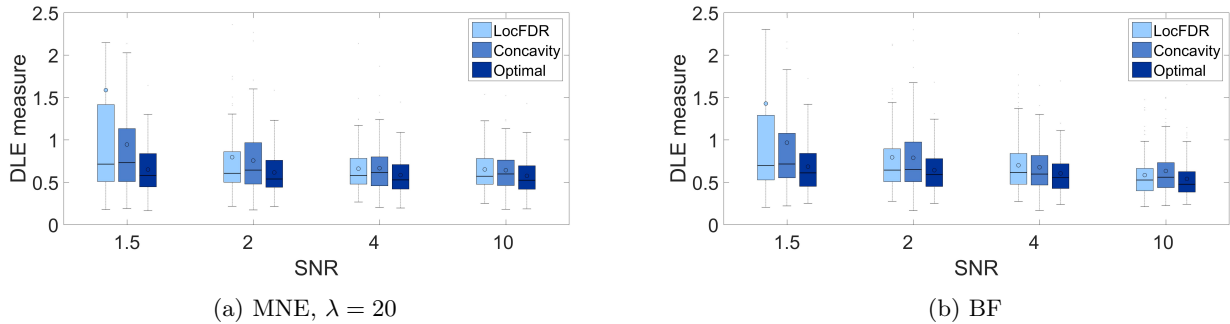 2.5
2
1.5
1
0.5
0
DLE measure
LocFDR
Concavity
Optimal
1.5 2 4 10
SNR
(a) MNE, λ = 20
2.5
2
1.5
1
0.5
0
DLE measure
LocFDR
Concavity
Optimal
1.5 2 4 10
SNR
(b) BF